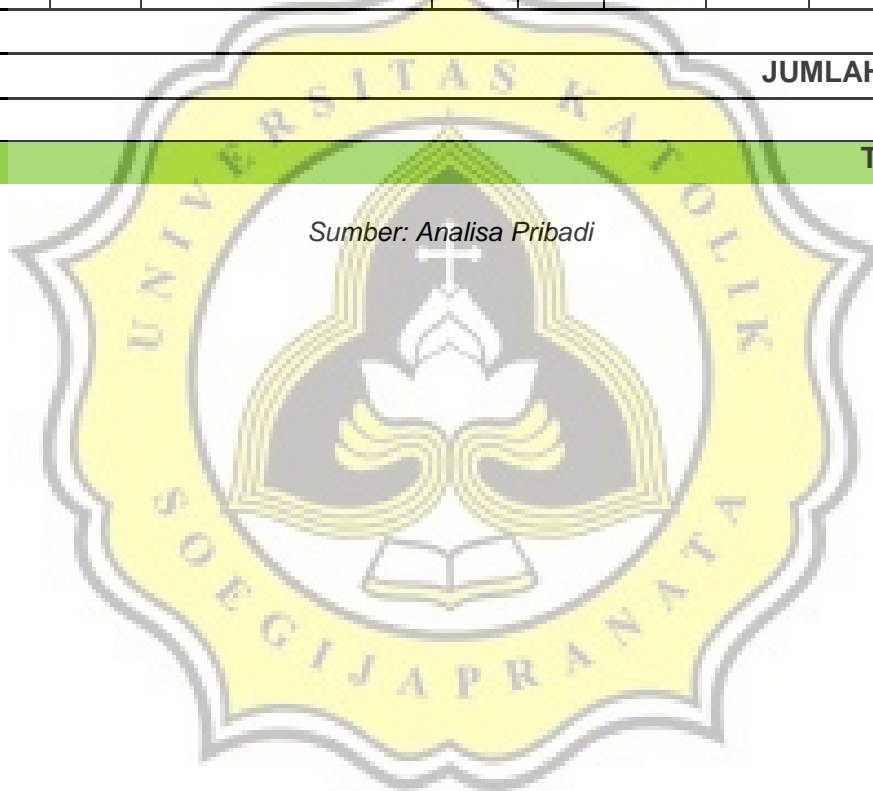 JUMLAH
T
Sumber: Analisa Pribadi
UNIVERSITAS KATOLIK
SOEGIJAPRANATA